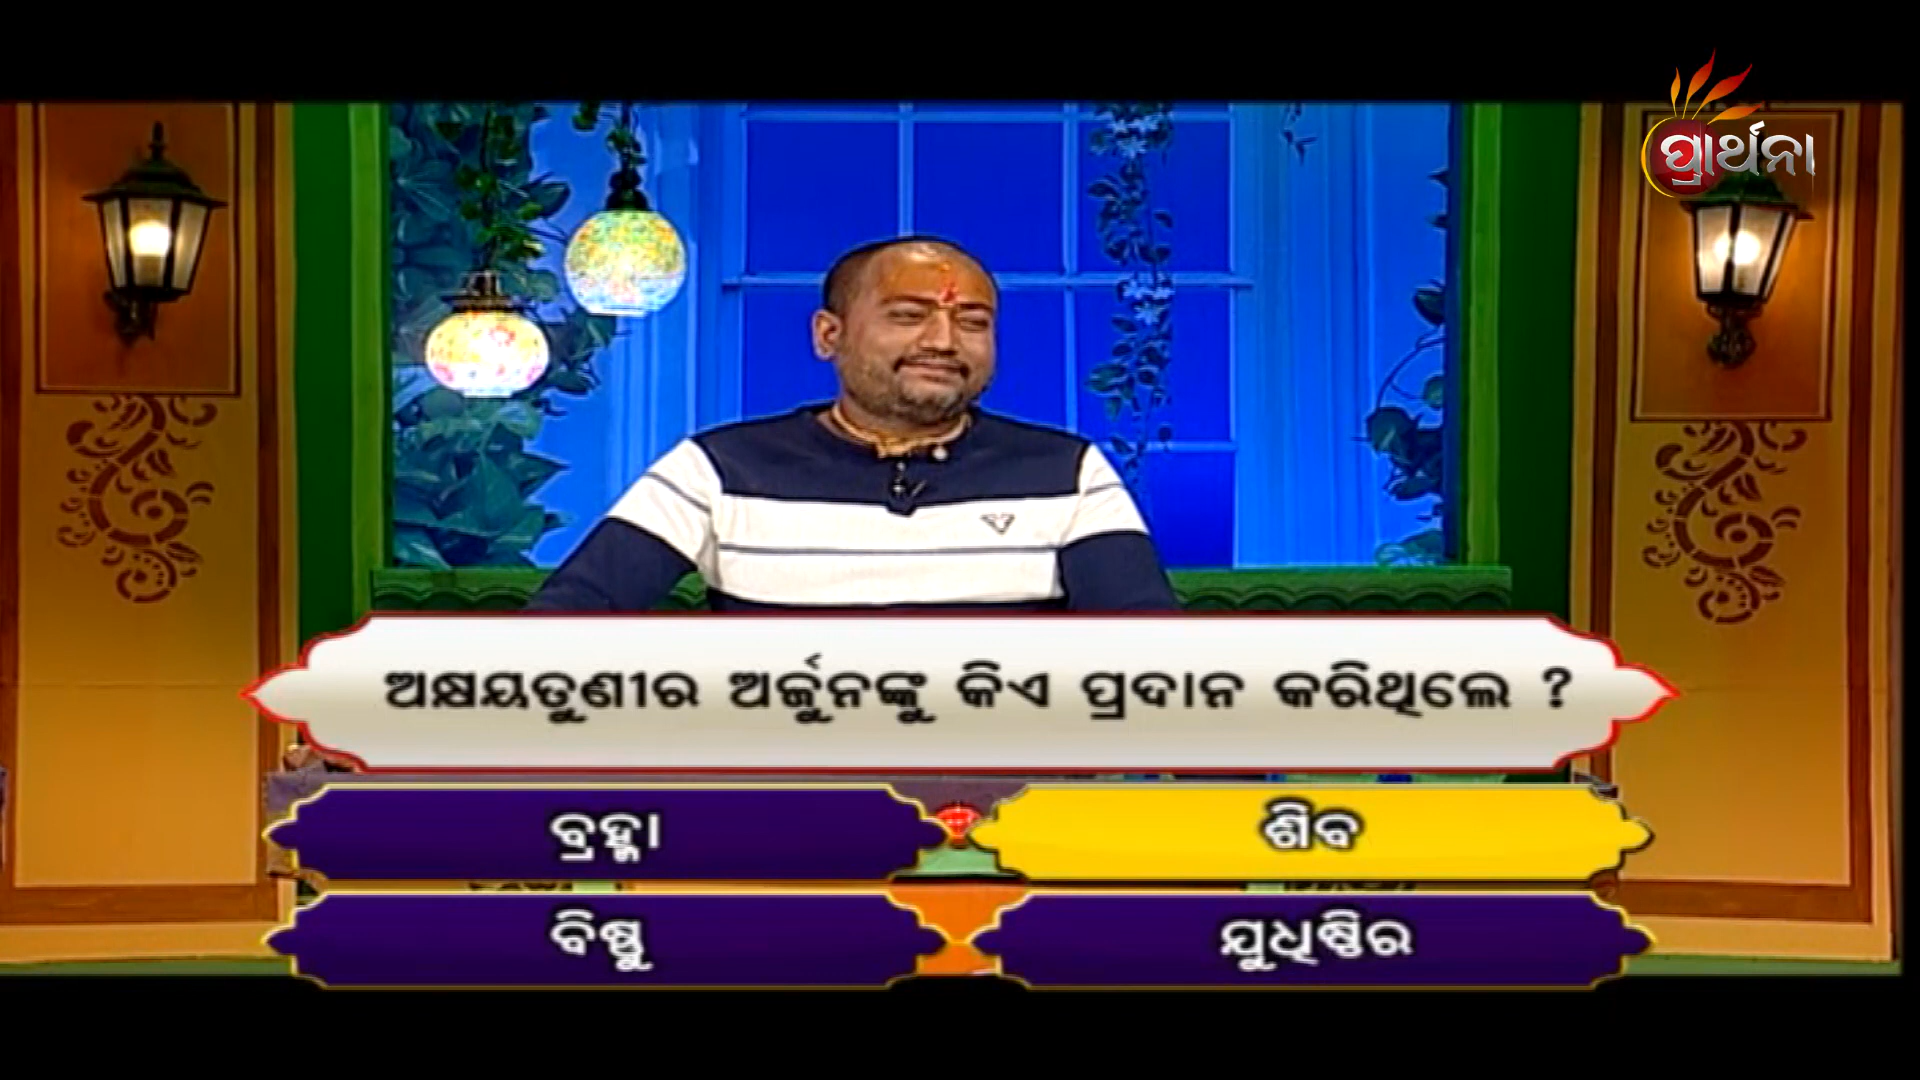 ପ୍ରାର୍ଥନା
ଅକ୍ଷୟତୁଣୀର ଅର୍ଜୁନଙ୍କୁ କିଏ ପ୍ରଦାନ କରିଥିଲେ ?
ବ୍ରହ୍ମା
ଶିବ
ବିଷ୍ଣୁ
ଯୁଧିଷ୍ଠିର